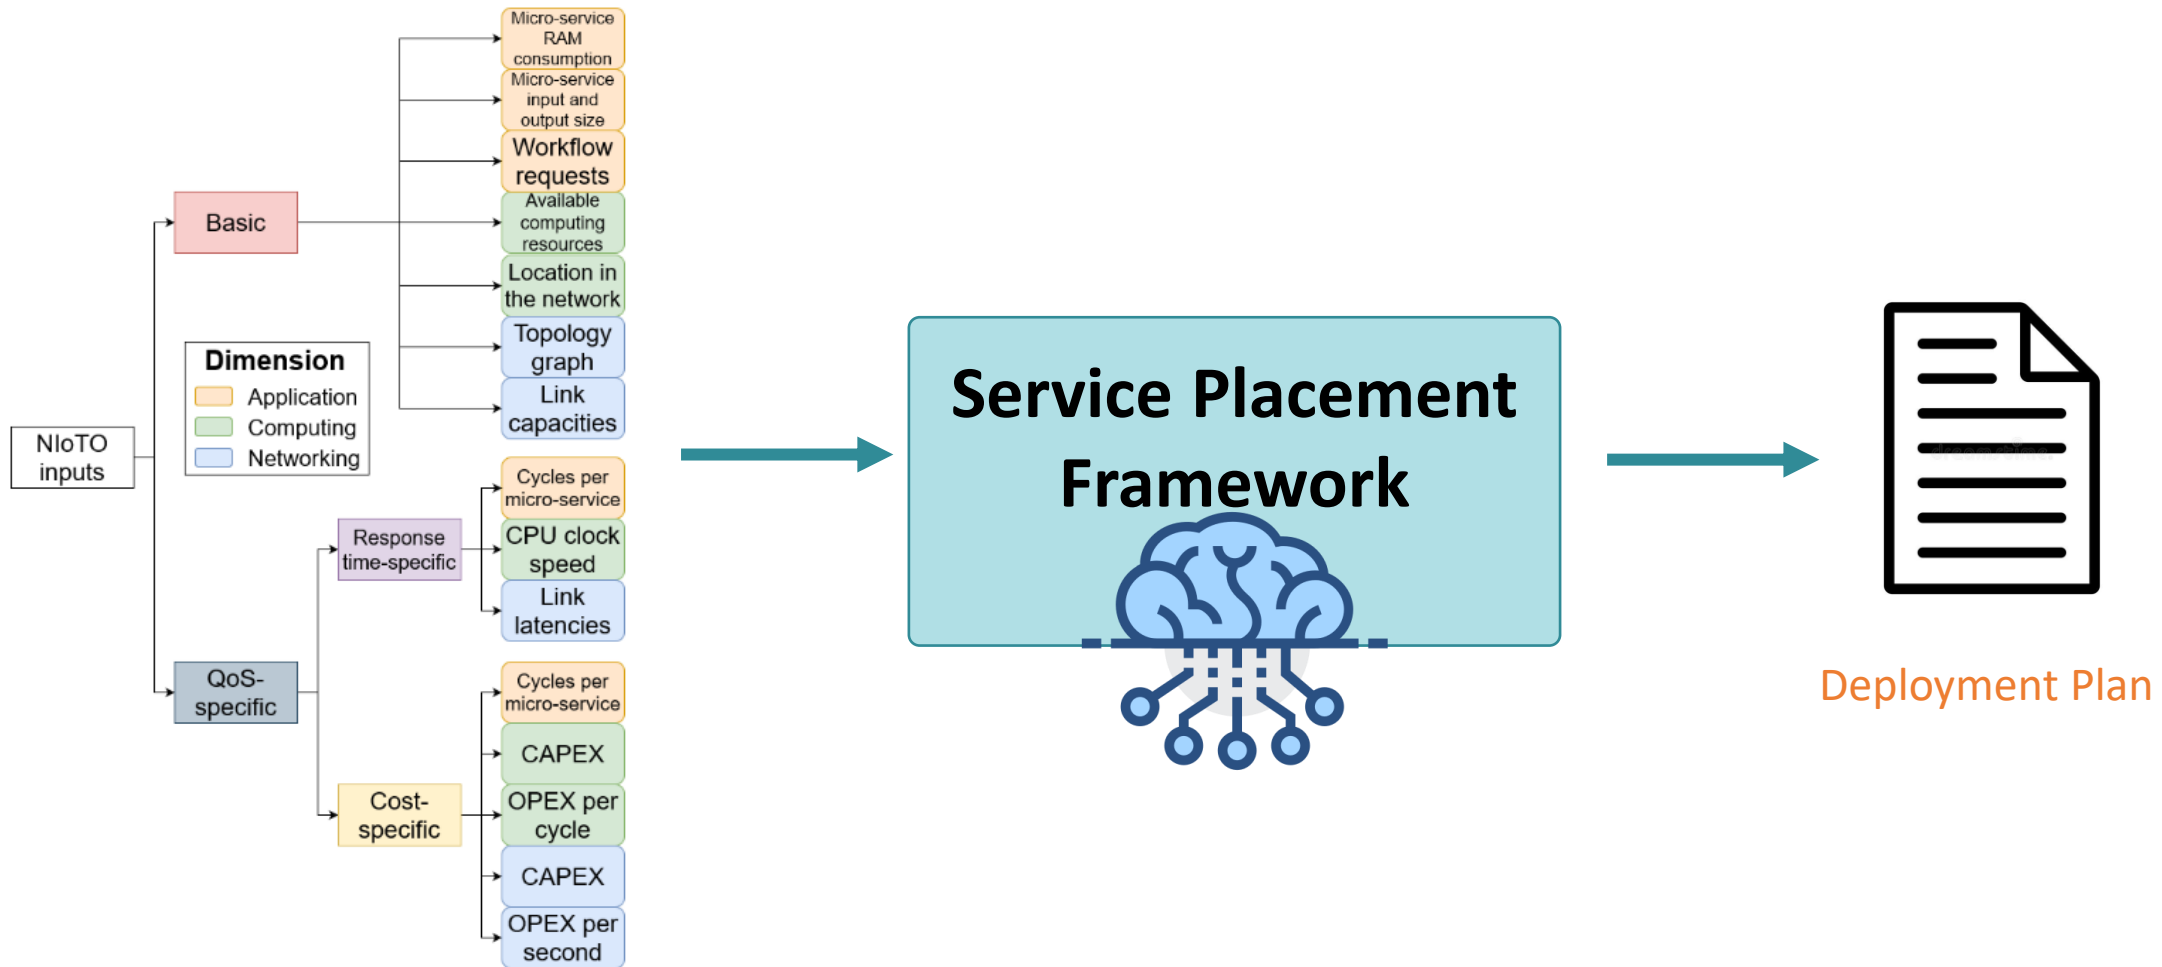 Micro-service
RAM
consumption
Micro-service
input and
output size
Workflow
requests
Available
computing
resources
Location in
the network
Topology
graph
Link
capacities
Basic
Dimension
Application
Computing
Networking
NIoTO
inputs
Cycles per
micro-service
CPU clock
speed
Link
latencies
Response
time-specific
QoS-
specific
Cycles per
micro-service
CAPEX
OPEX per
cycle
CAPEX
OPEX per
second
Cost-
specific
Service Placement
Framework
Deployment Plan